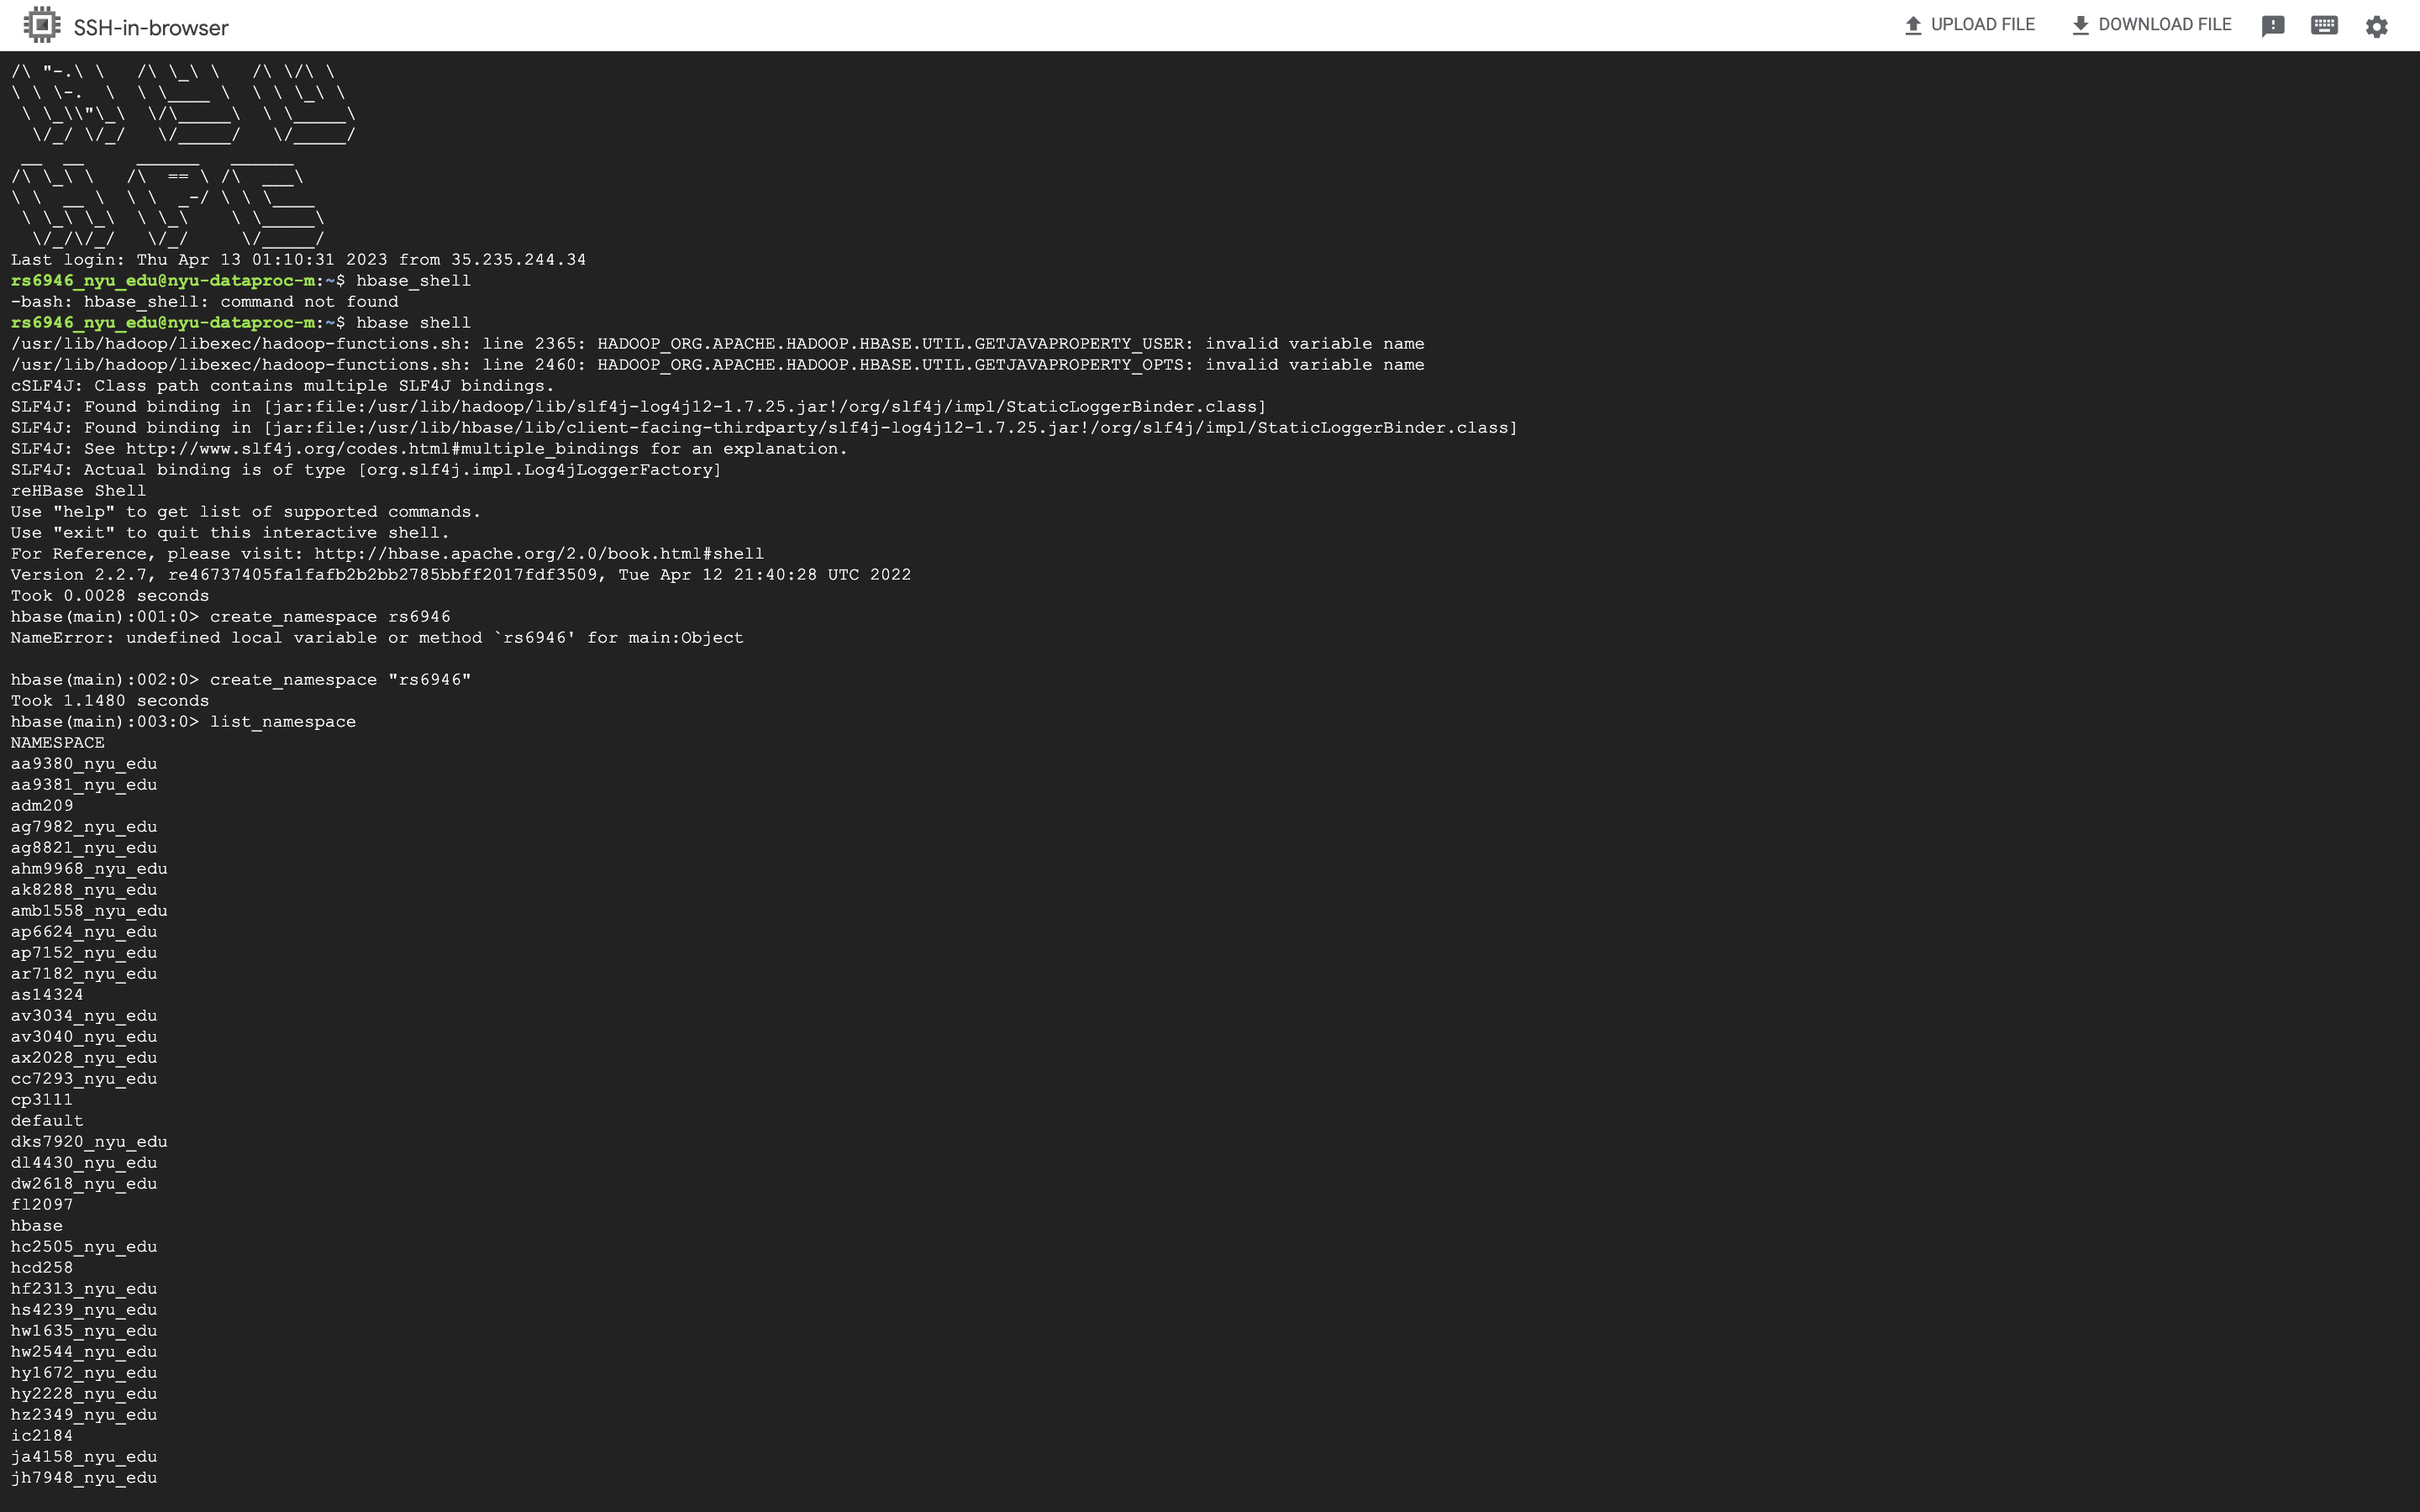 SSH-in-browser
UPLOAD FILE
DOWNLOAD FILE
/\ "-.\ \   /\ \_\ \   /\ \/\ \
\ \ \-.  \  \ \____ \  \ \ \_\ \
 \ \_\\"\_\  \/\_____\  \ \_____\
  \/_/ \/_/   \/_____/   \/_____/
 __  __     ______   ______
/\ \_\ \   /\  == \ /\  ___\
\ \  __ \  \ \  _-/ \ \ \____
 \ \_\ \_\  \ \_\    \ \_____\
  \/_/\/_/   \/_/     \/_____/
Last login: Thu Apr 13 01:10:31 2023 from 35.235.244.34
rs6946_nyu_edu@nyu-dataproc-m:~$ hbase_shell
-bash: hbase_shell: command not found
rs6946_nyu_edu@nyu-dataproc-m:~$ hbase shell
/usr/lib/hadoop/libexec/hadoop-functions.sh: line 2365: HADOOP_ORG.APACHE.HADOOP.HBASE.UTIL.GETJAVAPROPERTY_USER: invalid variable name
/usr/lib/hadoop/libexec/hadoop-functions.sh: line 2460: HADOOP_ORG.APACHE.HADOOP.HBASE.UTIL.GETJAVAPROPERTY_OPTS: invalid variable name
cSLF4J: Class path contains multiple SLF4J bindings.
SLF4J: Found binding in [jar:file:/usr/lib/hadoop/lib/slf4j-log4j12-1.7.25.jar!/org/slf4j/impl/StaticLoggerBinder.class]
SLF4J: Found binding in [jar:file:/usr/lib/hbase/lib/client-facing-thirdparty/slf4j-log4j12-1.7.25.jar!/org/slf4j/impl/StaticLoggerBinder.class]
SLF4J: See http://www.slf4j.org/codes.html#multiple_bindings for an explanation.
SLF4J: Actual binding is of type [org.slf4j.impl.Log4jLoggerFactory]
reHBase Shell
Use "help" to get list of supported commands.
Use "exit" to quit this interactive shell.
For Reference, please visit: http://hbase.apache.org/2.0/book.html#shell
Version 2.2.7, re46737405fa1fafb2b2bb2785bbff2017fdf3509, Tue Apr 12 21:40:28 UTC 2022
Took 0.0028 seconds
hbase(main):001:0> create_namespace rs6946
NameError: undefined local variable or method `rs6946' for main:Object
hbase(main):002:0> create_namespace "rs6946"
Took 1.1480 seconds
hbase(main):003:0> list_namespace
NAMESPACE
aa9380_nyu_edu
aa9381_nyu_edu
adm209
ag7982_nyu_edu
ag8821_nyu_edu
ahm9968_nyu_edu
ak8288_nyu_edu
amb1558_nyu_edu
ap6624_nyu_edu
ap7152_nyu_edu
ar7182_nyu_edu
as14324
av3034_nyu_edu
av3040_nyu_edu
ax2028_nyu_edu
cc7293_nyu_edu
cp3111
default
dks7920_nyu_edu
dl4430_nyu_edu
dw2618_nyu_edu
fl2097
hbase
hc2505_nyu_edu
hcd258
hf2313_nyu_edu
hs4239_nyu_edu
hw1635_nyu_edu
hw2544_nyu_edu
hy1672_nyu_edu
hy2228_nyu_edu
hz2349_nyu_edu
ic2184
ja4158_nyu_edu
jh7948_nyu_edu